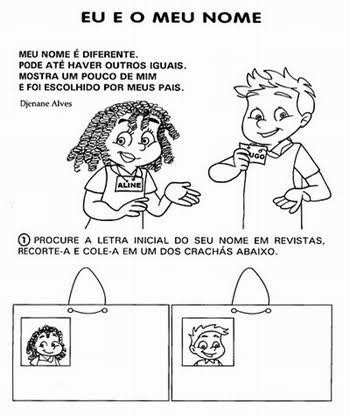 EU E O MEU NOME
MEU NOME É DIFERENTE.
PODE ATÉ HAVER OUTROS IGUAIS.
MOSTRA UM POUCO DE MIM
E FOI ESCOLHIDO POR MEUS PAIS.
Djenane Alves
ALINE
UGO
1 PROCURE A LETRA INICIAL DO SEU NOME EM REVISTAS,
RECORTE-A E COLE-A EM UM DOS CRACHÁS ABAIXO.